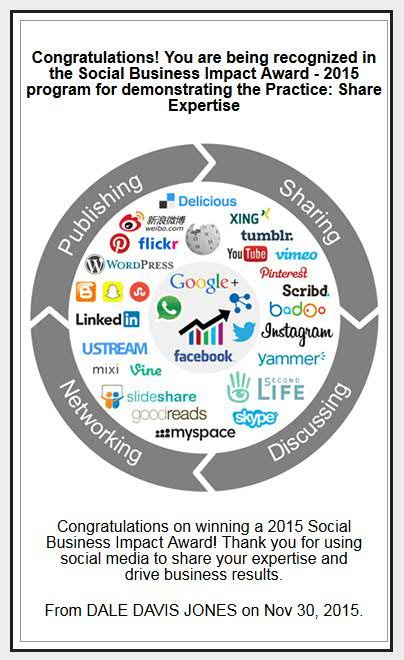 Congratulations! You are being recognized in
the Social Business Impact Award - 2015
program for demonstrating the Practice: Share
Expertise
Publishing
Sharing
Delicious
新浪微博
weibo.com
XING
tumblr.
flickr
You Tube
vimeo
WORDPRESS
Pinterest
Google+
Scribd.
badoo
Linked in
Instagram
facebook
USTREAM
yammer
mixi
Vine
SECOND
LIFE
slideshare
goodreads
skype
myspace
Networking
Discussing
Congratulations on winning a 2015 Social
Business Impact Award! Thank you for using
social media to share your expertise and
drive business results.
From DALE DAVIS JONES on Nov 30, 2015.